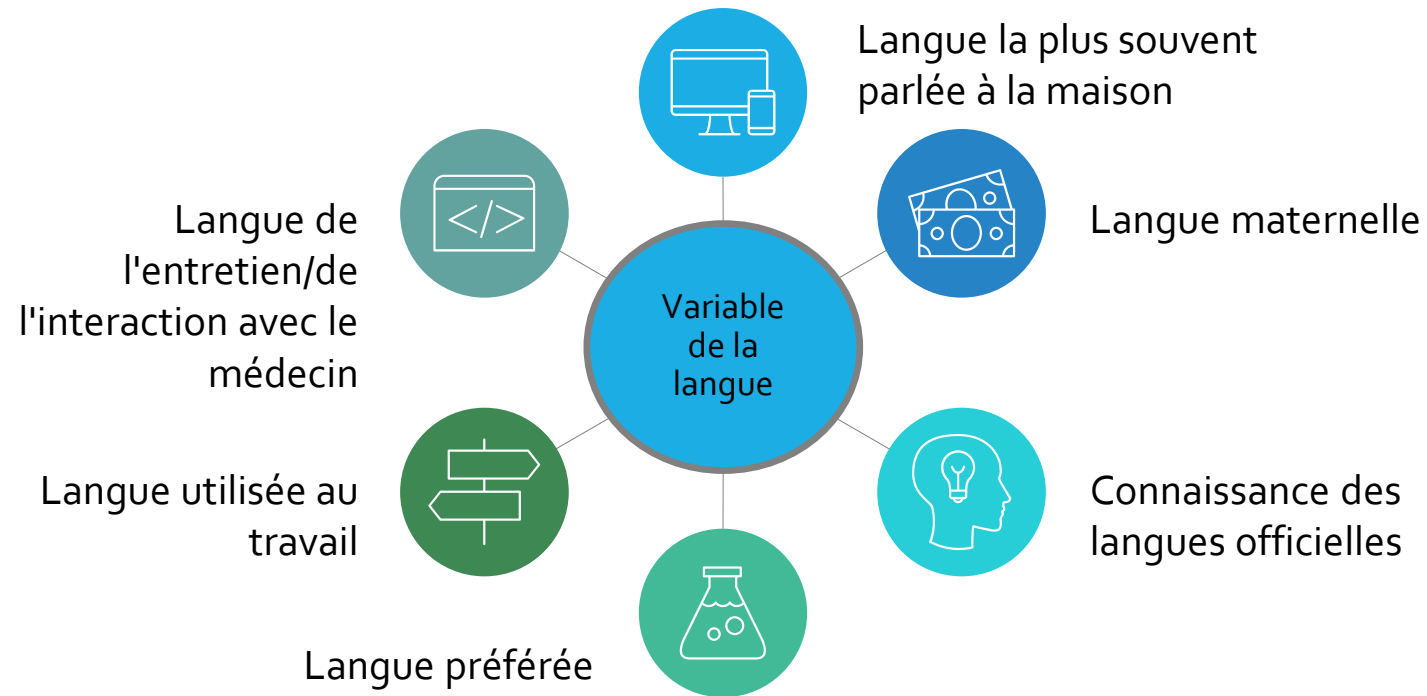 Langue la plus souvent
parlée à la maison
Langue maternelle
Connaissance des
langues officielles
Langue préférée
Langue utilisée au
travail
Langue de
l'entretien/de
l'interaction avec le
médecin
Variable
de la
langue
</>